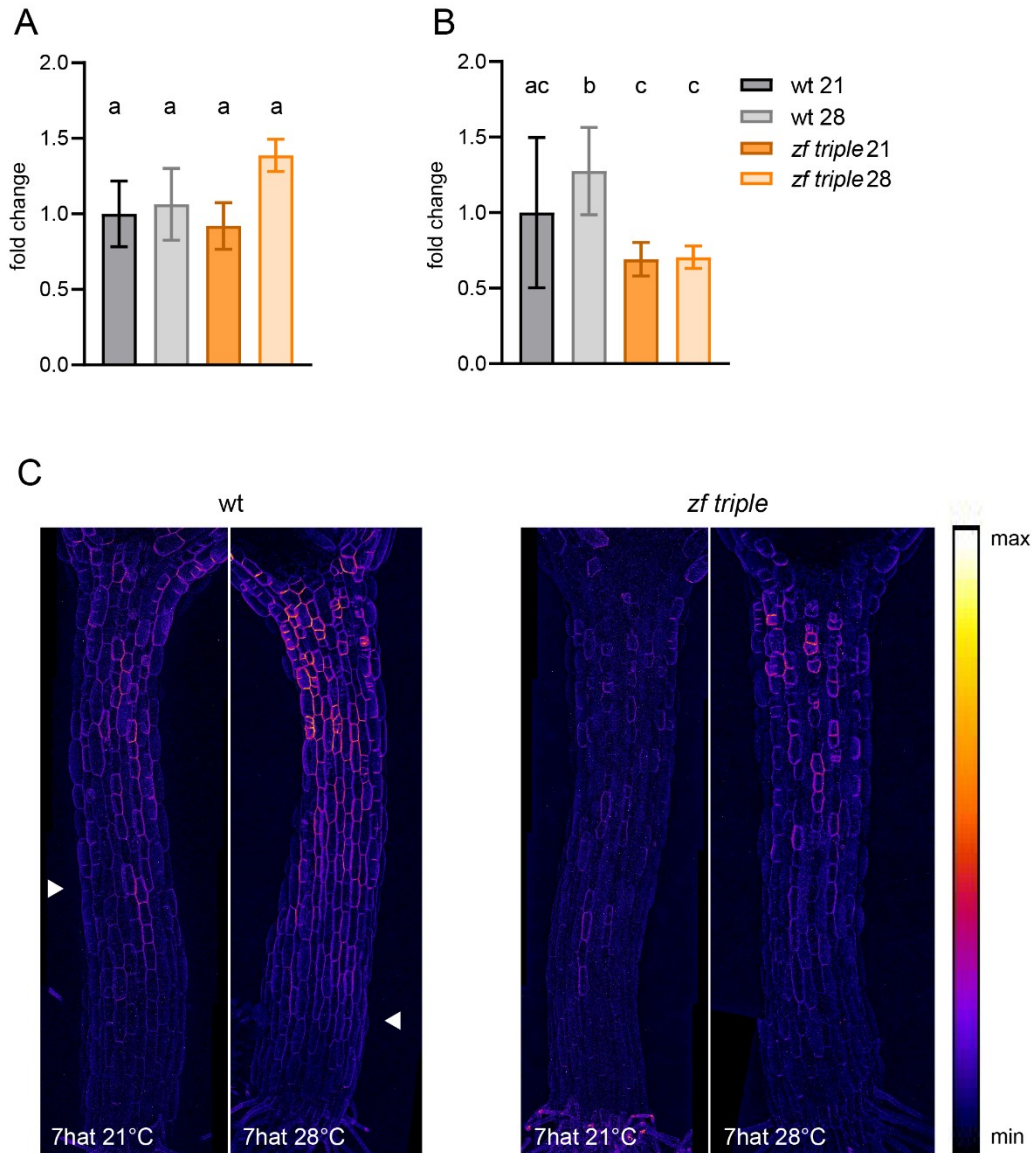 A
2.0
1.5
1.0
0.5
0.0
fold change
a a a a
B
2.0
1.5
1.0
0.5
0.0
fold change
ac b c c
wt 21
wt 28
zf triple 21
zf triple 28
C
wt
zf triple
7hat 21°C
7hat 28°C
7hat 21°C
7hat 28°C
max
min